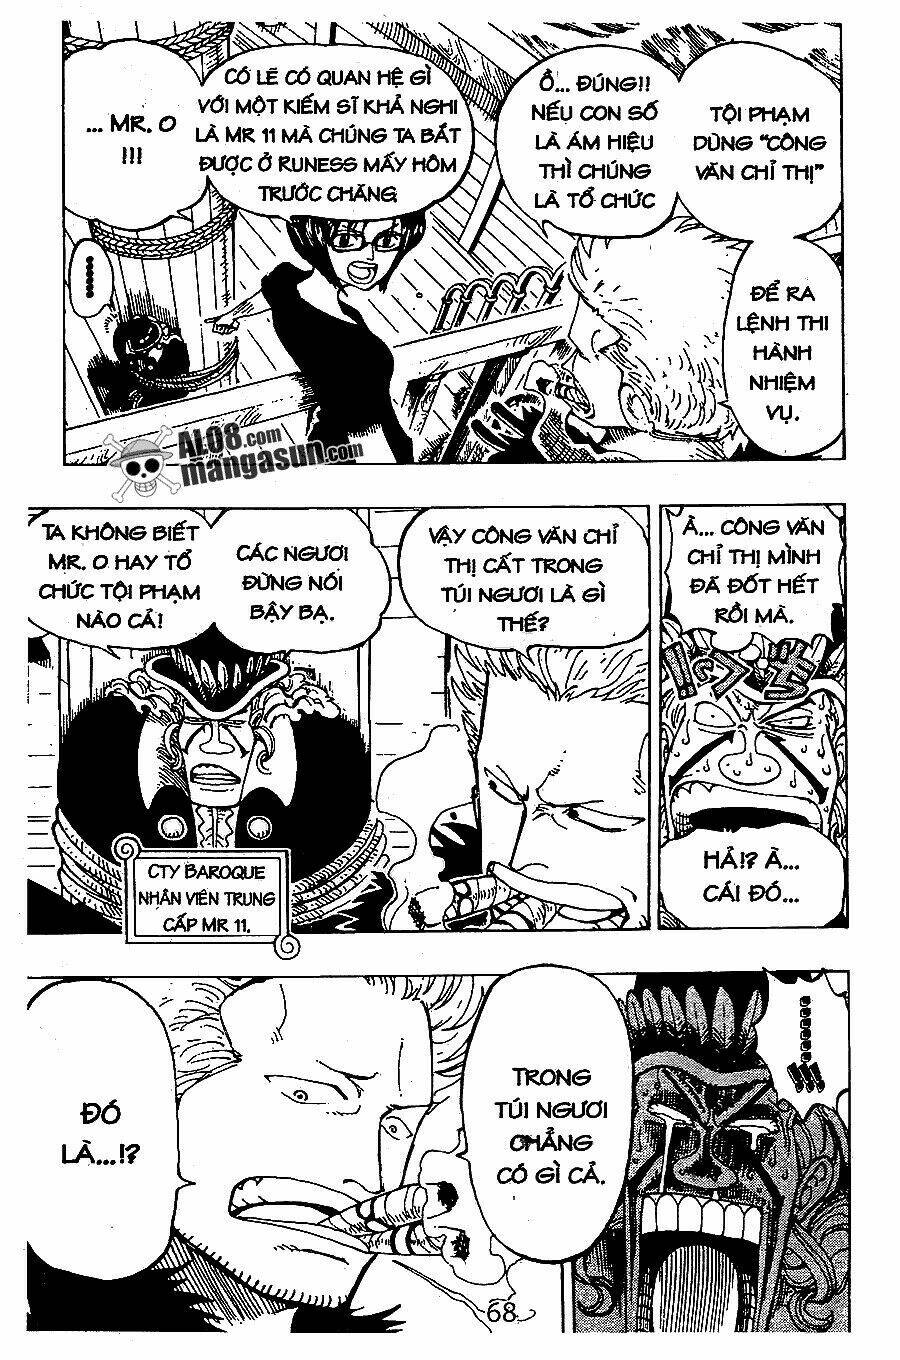 TỘI PHẠM
DÙNG "CÔNG
VĂN CHỈ THỊ"
ĐỂ RA
LỆNH THI
HÀNH
NHIỆM
VỤ.
Ồ... ĐÚNG!!
NẾU CON SỐ
LÀ ÁM HIỆU
THÌ CHÚNG
LÀ TỔ CHỨC
CÓ LẼ CÓ QUAN HỆ GÌ
VỚI MỘT KIẾM SĨ KHẢ NGHI
LÀ MR 11 MÀ CHÚNG TA BẮT
ĐƯỢC Ở RUNESS MẤY HÔM
TRƯỚC CHĂNG
... MR. O
!!!
AL08.com
mangasun.com
À... CÔNG VĂN
CHỈ THỊ MÌNH
ĐÃ ĐỐT HẾT
RỒI MÀ.
HẢ!? À...
CÁI ĐÓ...
VẬY CÔNG VĂN CHỈ
THỊ CẤT TRONG
TÚI NGƯƠI LÀ GÌ
THẾ?
CÁC NGƯƠI
ĐỪNG NÓI
BẬY BẠ.
TA KHÔNG BIẾT
MR. O HAY TỔ
CHỨC TỘI PHẠM
NÀO CẢ!
CTY BAROQUE
NHÂN VIÊN TRUNG
CẤP MR 11.
TRONG
TÚI NGƯƠI
CHẲNG
CÓ GÌ CẢ.
ĐÓ
LÀ...!?
68